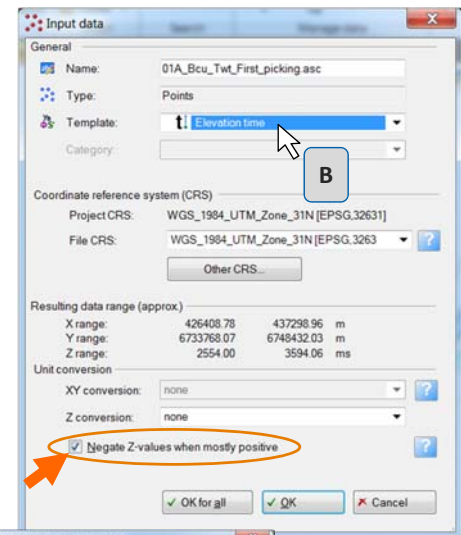 Input data
General
Name: 01A_Bcu_Twt_First_picking.asc
Type: Points
Template: Elevation time
B
Category:
Coordinate reference system (CRS)
Project CRS: WGS_1984_UTM_Zone_31N [EPSG,32631]
File CRS: WGS_1984_UTM_Zone_31N [EPSG,3263 ?
Other CRS...
Resulting data range (approx.)
X range: 426408.78 437298.96 m
Y range: 6733768.07 6748432.03 m
Z range: 2554.00 3594.06 ms
Unit conversion
XY conversion: none ?
Z conversion: none
Negate Z-values when mostly positive ?
OK for all OK Cancel